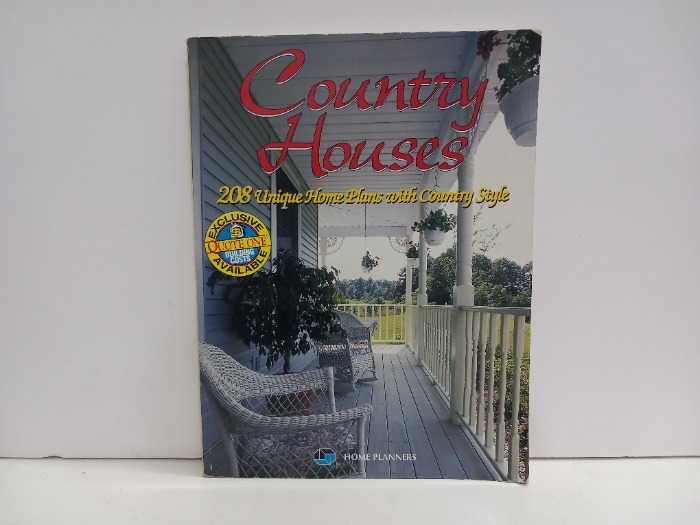 Country
Houses
208 Unique Home Plans with Country Style
EXCLUSIVE
QUOTE ONE
BUILDING
COSTS
AVAILABLE
HOME PLANNERS